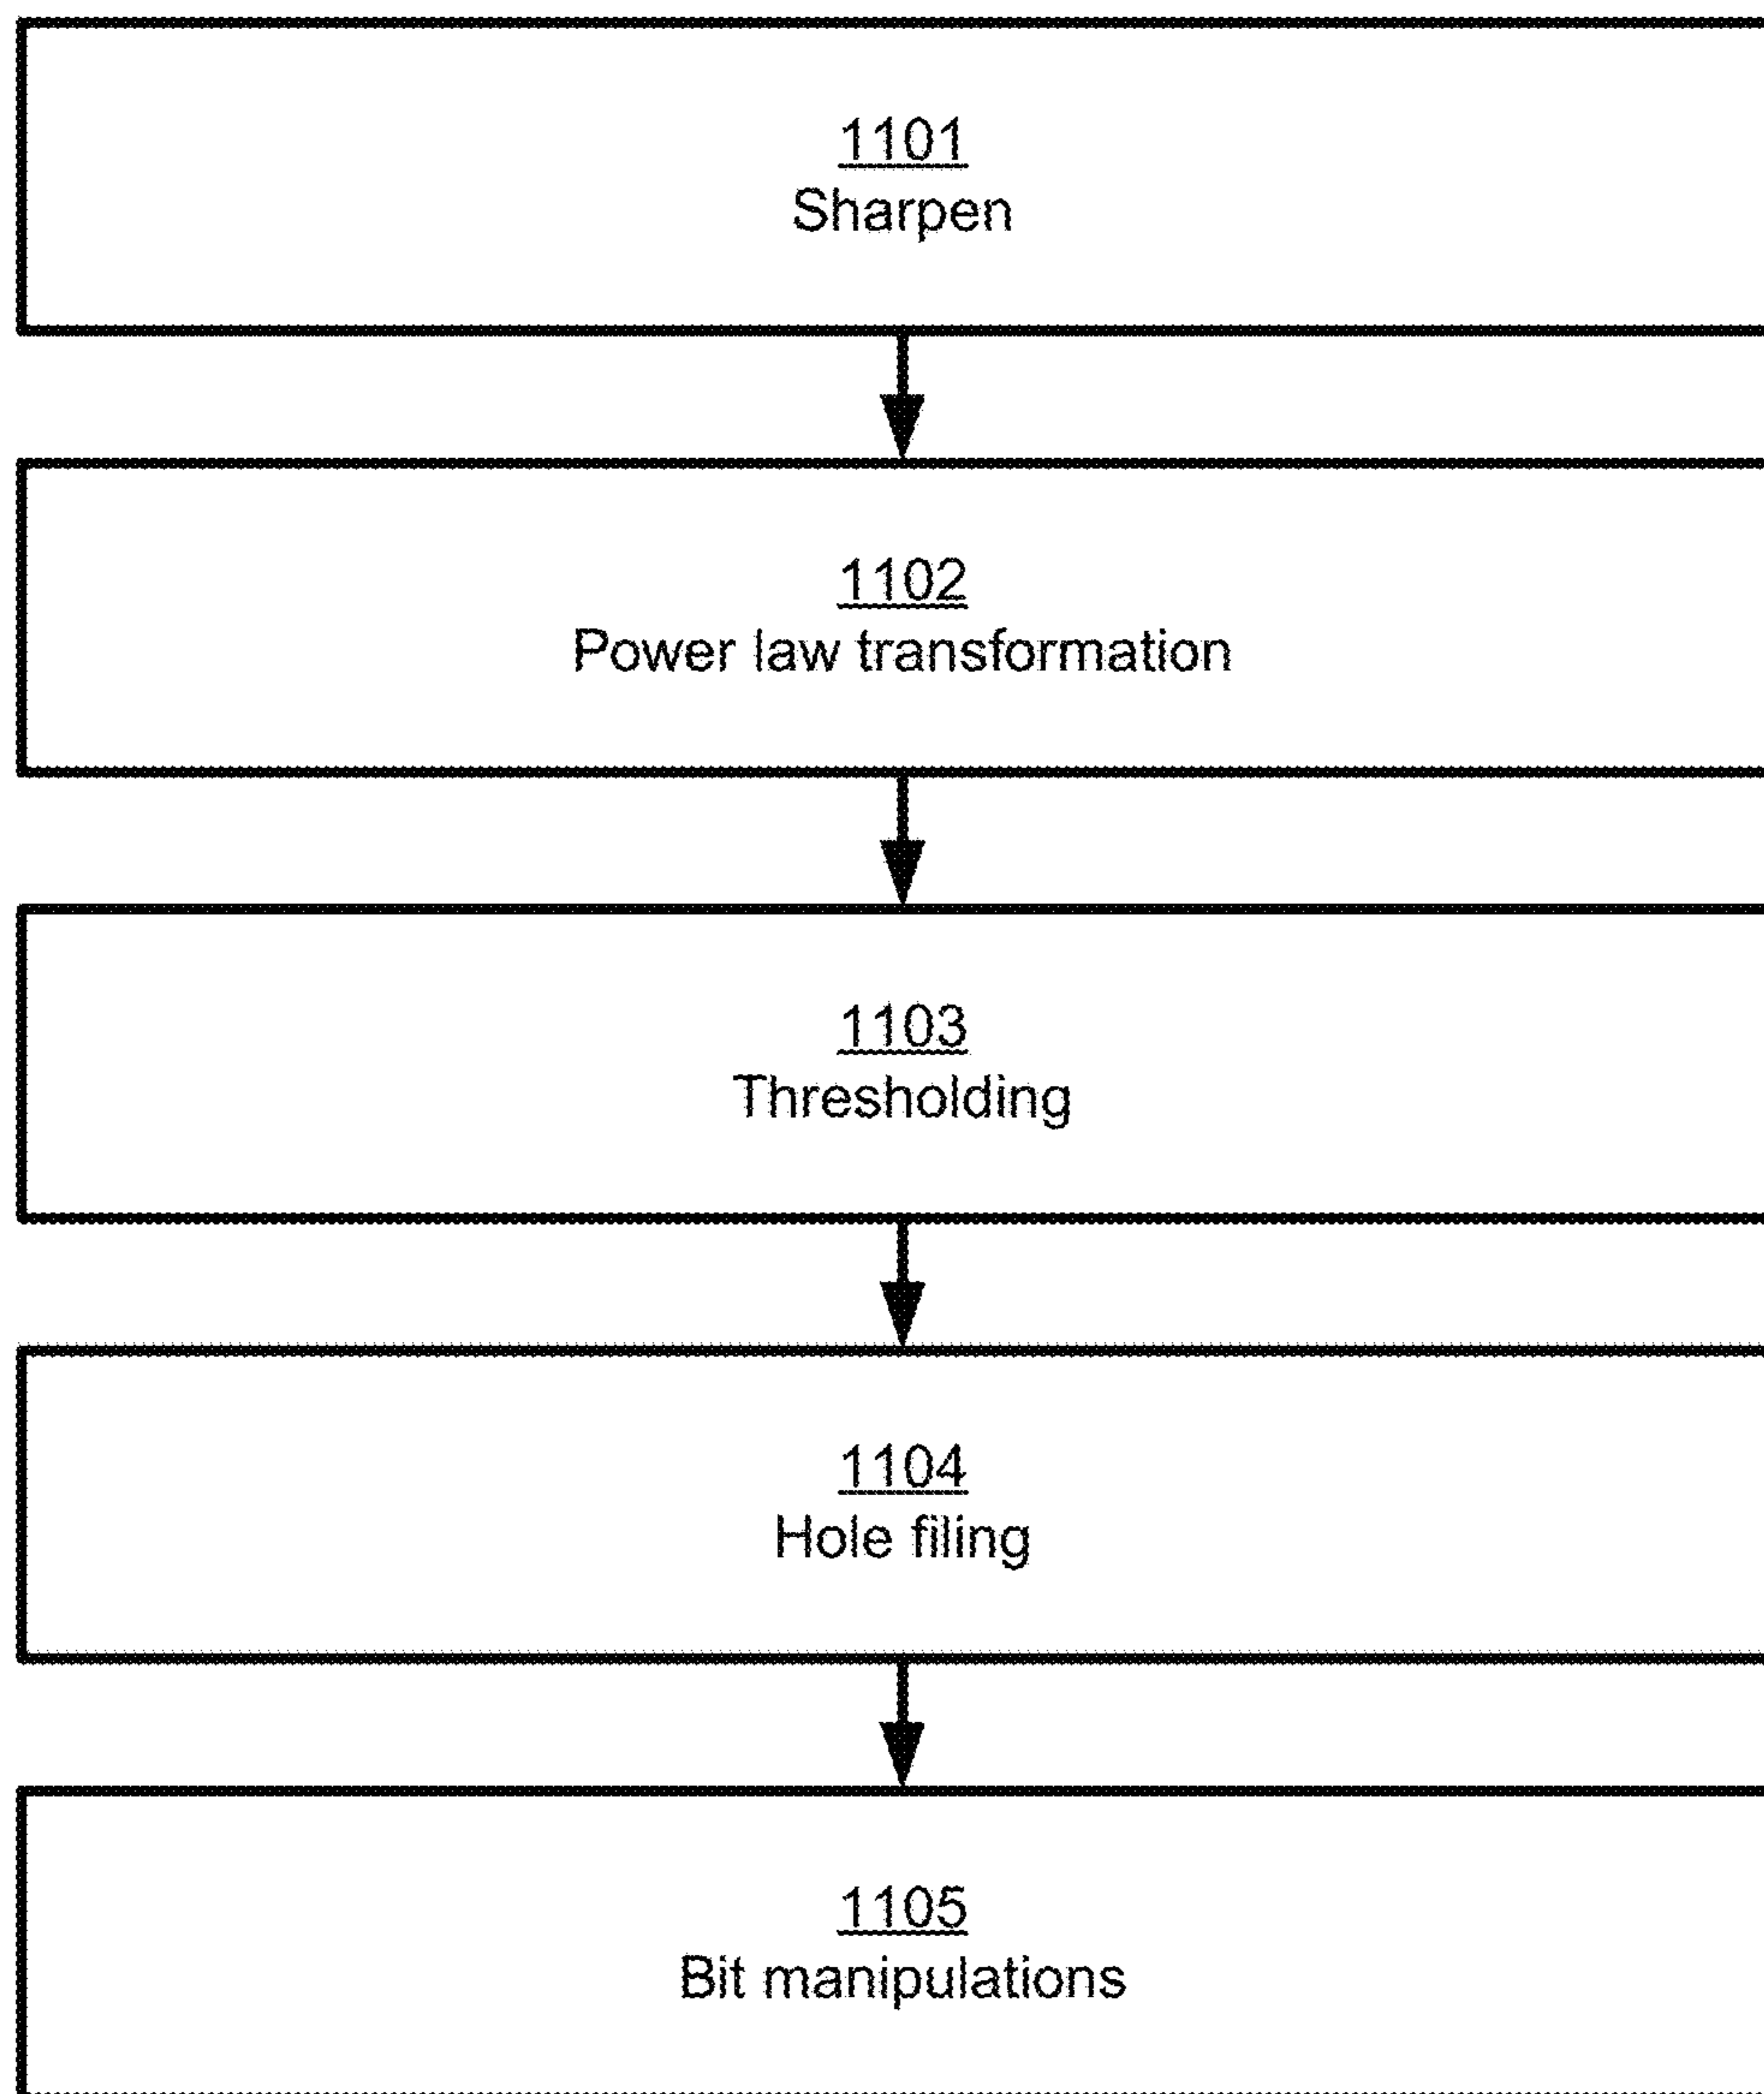 1101
Sharpen
1102
Power law transformation
1103
Thresholding
1104
Hole filing
1105
Bit manipulations